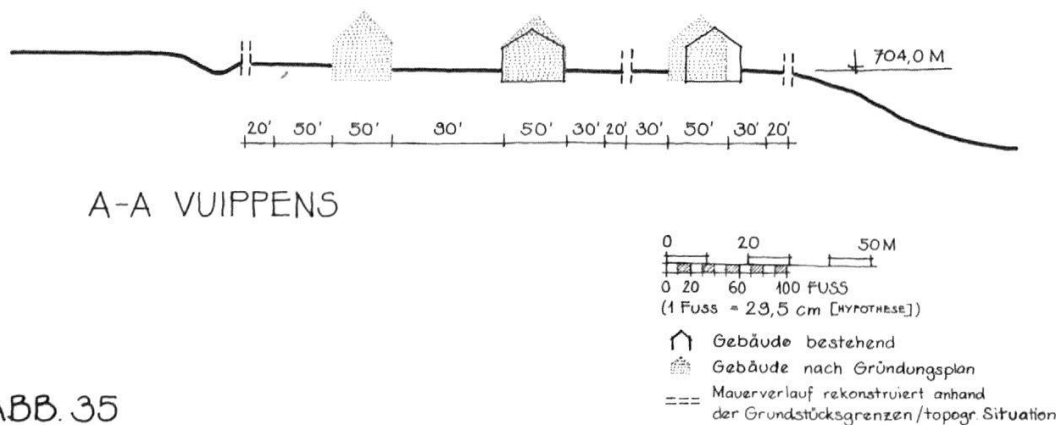 704,0 M
20' 50' 50' 90' 50' 30' 20' 30' 50' 30' 20'
A-A VUIPPENS
0 20 50 M
0 20 60 100 FUSS
(1 FUSS = 29,5 cm [HYPOTHESE])
Gebäude bestehend
Gebäude nach Gründungsplan
Mauerverlauf rekonstruiert anhand
der Grundstücksgrenzen/topogr. Situation
ABB. 35